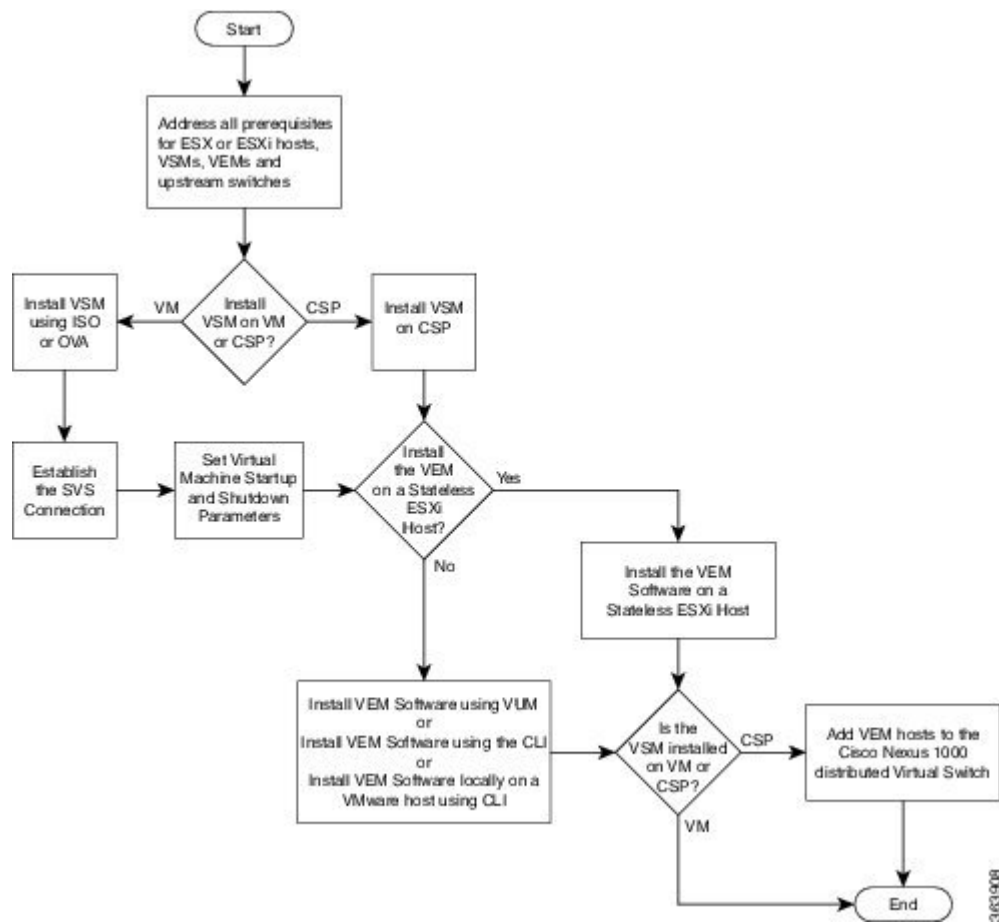 Start
Address all prerequisites
for ESX or ESXi hosts,
VSMs, VEMs and
upstream switches
Install VSM
using ISO
or OVA
VM
Install
VSM on VM
or CSP?
CSP
Install VSM
on CSP
Establish
the SVS
Connection
Set Virtual
Machine Startup
and Shutdown
Parameters
Install
the VEM
on a Stateless
ESXi
Host?
Yes
No
Install the VEM
Software on a
Stateless ESXi Host
Install VEM Software using VUM
or
Install VEM Software using the CLI
or
Install VEM Software locally on a
VMware host using CLI
Is the
VSM installed
on VM or
CSP?
CSP
Add VEM hosts to the
Cisco Nexus 1000
distributed Virtual Switch
VM
End
363908